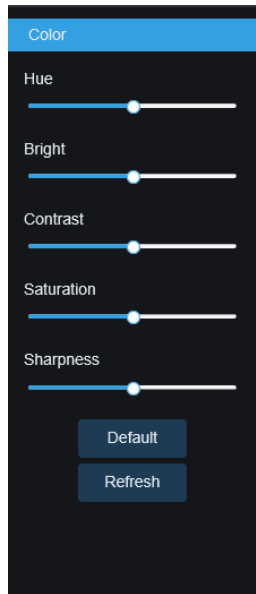 Color
Hue
Bright
Contrast
Saturation
Sharpness
Default
Refresh